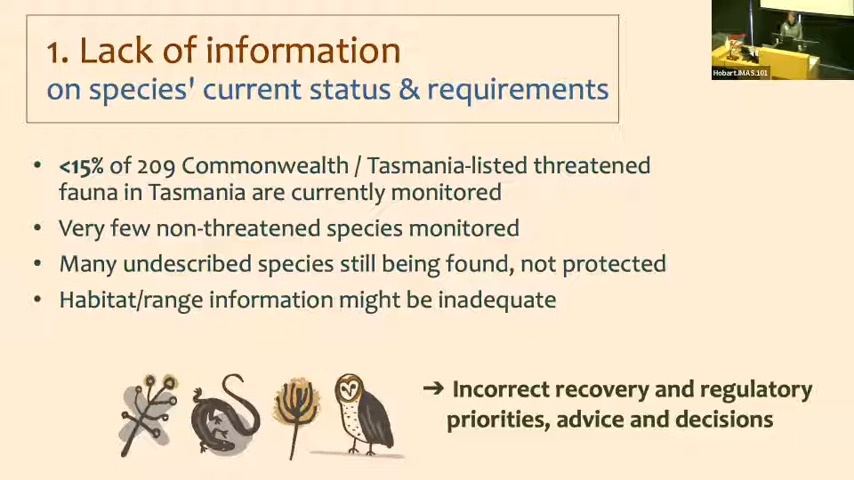 1. Lack of information
on species' current status & requirements
• <15% of 209 Commonwealth / Tasmania-listed threatened
fauna in Tasmania are currently monitored
• Very few non-threatened species monitored
• Many undescribed species still being found, not protected
• Habitat/range information might be inadequate
➔ Incorrect recovery and regulatory
priorities, advice and decisions
Hobart.IMAS.101